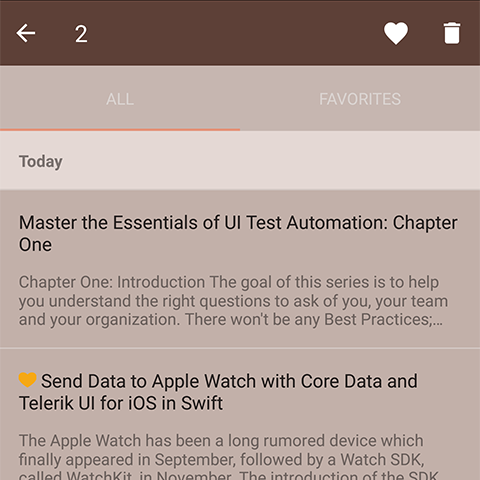 2
ALL FAVORITES
Today
Master the Essentials of UI Test Automation: Chapter
One
Chapter One: Introduction The goal of this series is to help
you understand the right questions to ask of you, your team
and your organization. There won't be any Best Practices;...
Send Data to Apple Watch with Core Data and
Telerik UI for iOS in Swift
The Apple Watch has been a long rumored device which
finally appeared in September, followed by a Watch SDK,
called WatchKit, in November. The introduction of the SDK